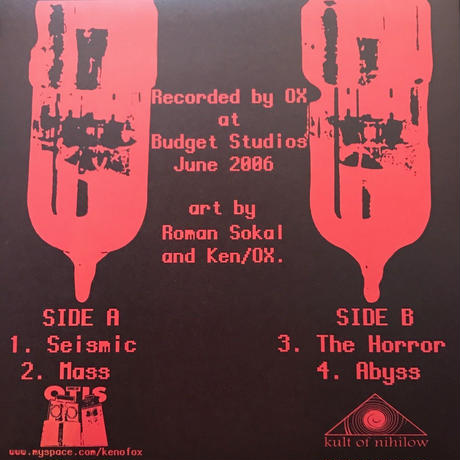 Recorded by OX
at
Budget Studios
June 2006
art by
Roman Sokal
and Ken/OX.
SIDE A
1. Seismic
2. Mass
SIDE B
3. The Horror
4. Abyss
OTIS
www.myspace.com/kenofox
kult of nihilow